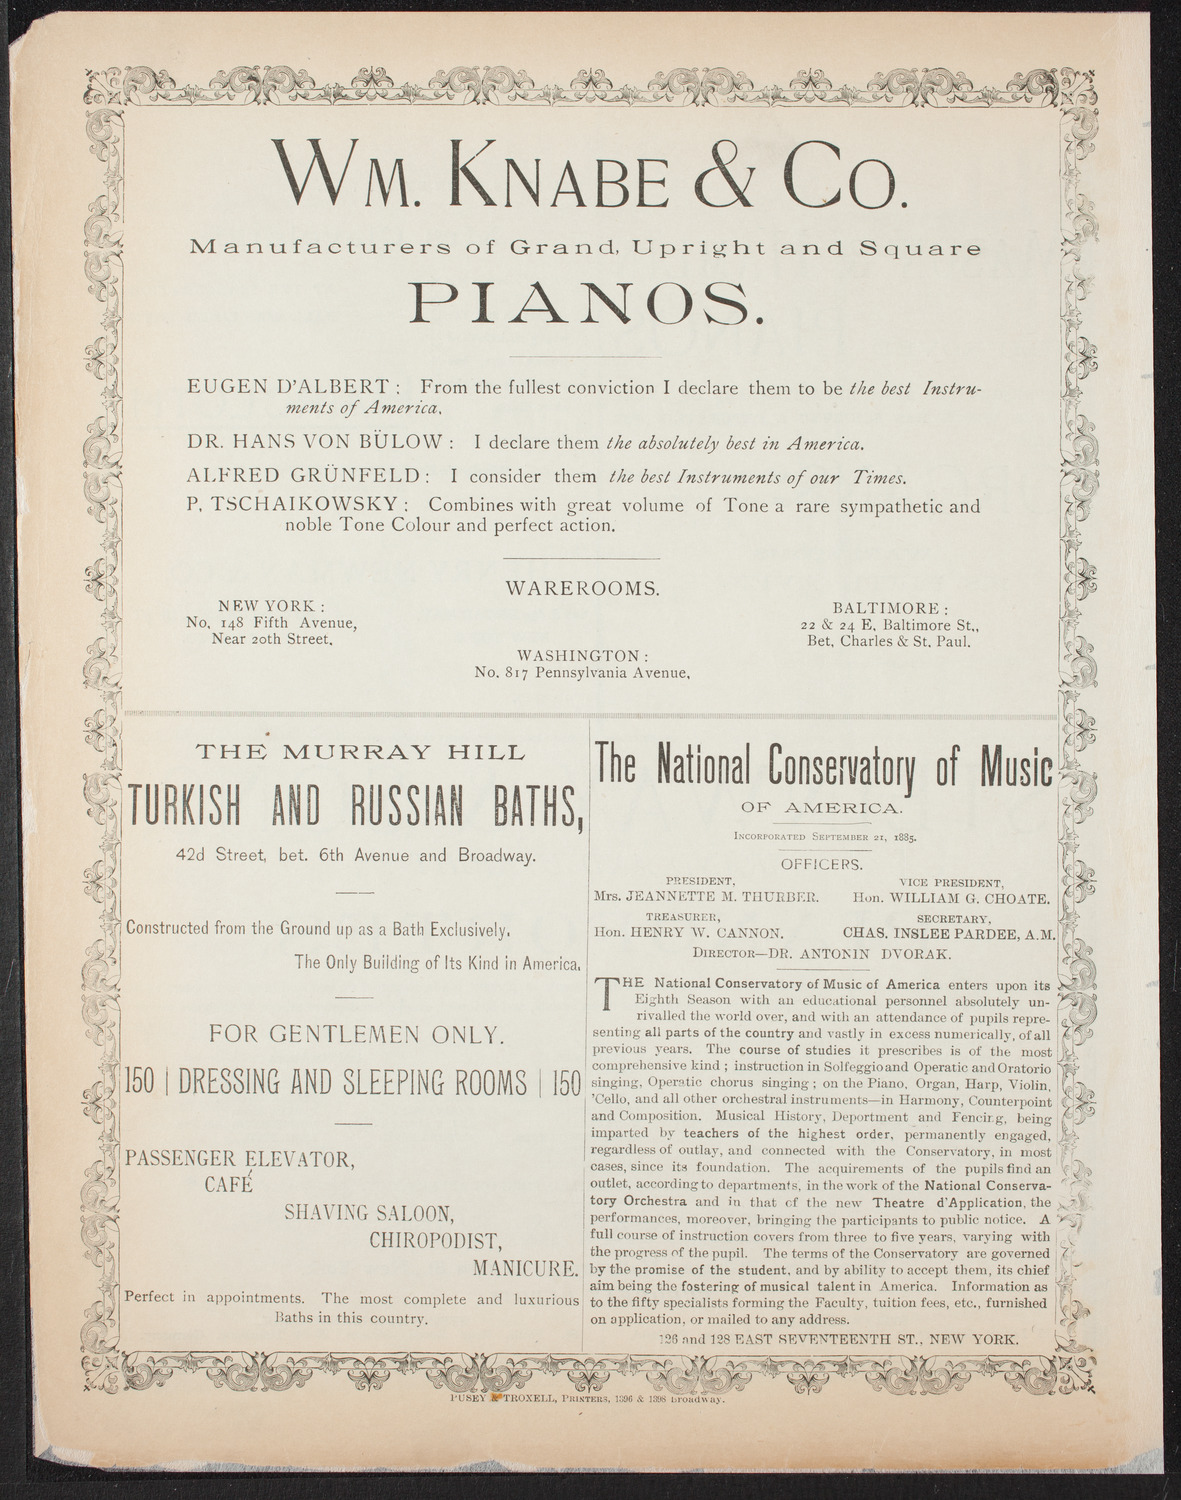 WM. KNABE & CO.
Manufacturers of Grand, Upright and Square
PIANOS.
EUGEN D'ALBERT: From the fullest conviction I declare them to be the best Instru-
ments of America.
DR. HANS VON BÜLOW: I declare them the absolutely best in America.
ALFRED GRÜNFELD: I consider them the best Instruments of our Times.
P. TSCHAIKOWSKY: Combines with great volume of Tone a rare sympathetic and
noble Tone Colour and perfect action.
WAREROOMS.
NEW YORK:
No. 148 Fifth Avenue,
Near 20th Street.
BALTIMORE:
22 & 24 E. Baltimore St.,
Bet. Charles & St. Paul.
WASHINGTON:
No. 817 Pennsylvania Avenue.
THE MURRAY HILL
TURKISH AND RUSSIAN BATHS,
42d Street, bet. 6th Avenue and Broadway.
Constructed from the Ground up as a Bath Exclusively.
The Only Building of Its Kind in America.
FOR GENTLEMEN ONLY.
150 | DRESSING AND SLEEPING ROOMS | 150
PASSENGER ELEVATOR,
CAFÉ
SHAVING SALOON,
CHIROPODIST,
MANICURE.
Perfect in appointments. The most complete and luxurious
Baths in this country.
The National Conservatory of Music
OF AMERICA.
INCORPORATED SEPTEMBER 21, 1885.
OFFICERS.
PRESIDENT,
Mrs. JEANNETTE M. THURBER.
VICE PRESIDENT,
Hon. WILLIAM G. CHOATE.
TREASURER,
Hon. HENRY W. CANNON.
SECRETARY,
CHAS. INSLEE PARDEE, A.M.
DIRECTOR—DR. ANTONIN DVORAK.
THE National Conservatory of Music of America enters upon its
Eighth Season with an educational personnel absolutely un-
rivalled the world over, and with an attendance of pupils repre-
senting all parts of the country and vastly in excess numerically, of all
previous years. The course of studies it prescribes is of the most
comprehensive kind; instruction in Solfeggio and Operatic and Oratorio
singing, Operatic chorus singing; on the Piano, Organ, Harp, Violin,
'Cello, and all other orchestral instruments—in Harmony, Counterpoint
and Composition. Musical History, Deportment and Fencing, being
imparted by teachers of the highest order, permanently engaged,
regardless of outlay, and connected with the Conservatory, in most
cases, since its foundation. The acquirements of the pupils find an
outlet, according to departments, in the work of the National Conserva-
tory Orchestra and in that of the new Theatre d'Application, the
performances, moreover, bringing the participants to public notice. A
full course of instruction covers from three to five years, varying with
the progress of the pupil. The terms of the Conservatory are governed
by the promise of the student, and by ability to accept them, its chief
aim being the fostering of musical talent in America. Information as
to the fifty specialists forming the Faculty, tuition fees, etc., furnished
on application, or mailed to any address.
126 and 128 EAST SEVENTEENTH ST., NEW YORK.
PUSEY & TROXELL, PRINTERS, 1396 & 1398 Broadway.